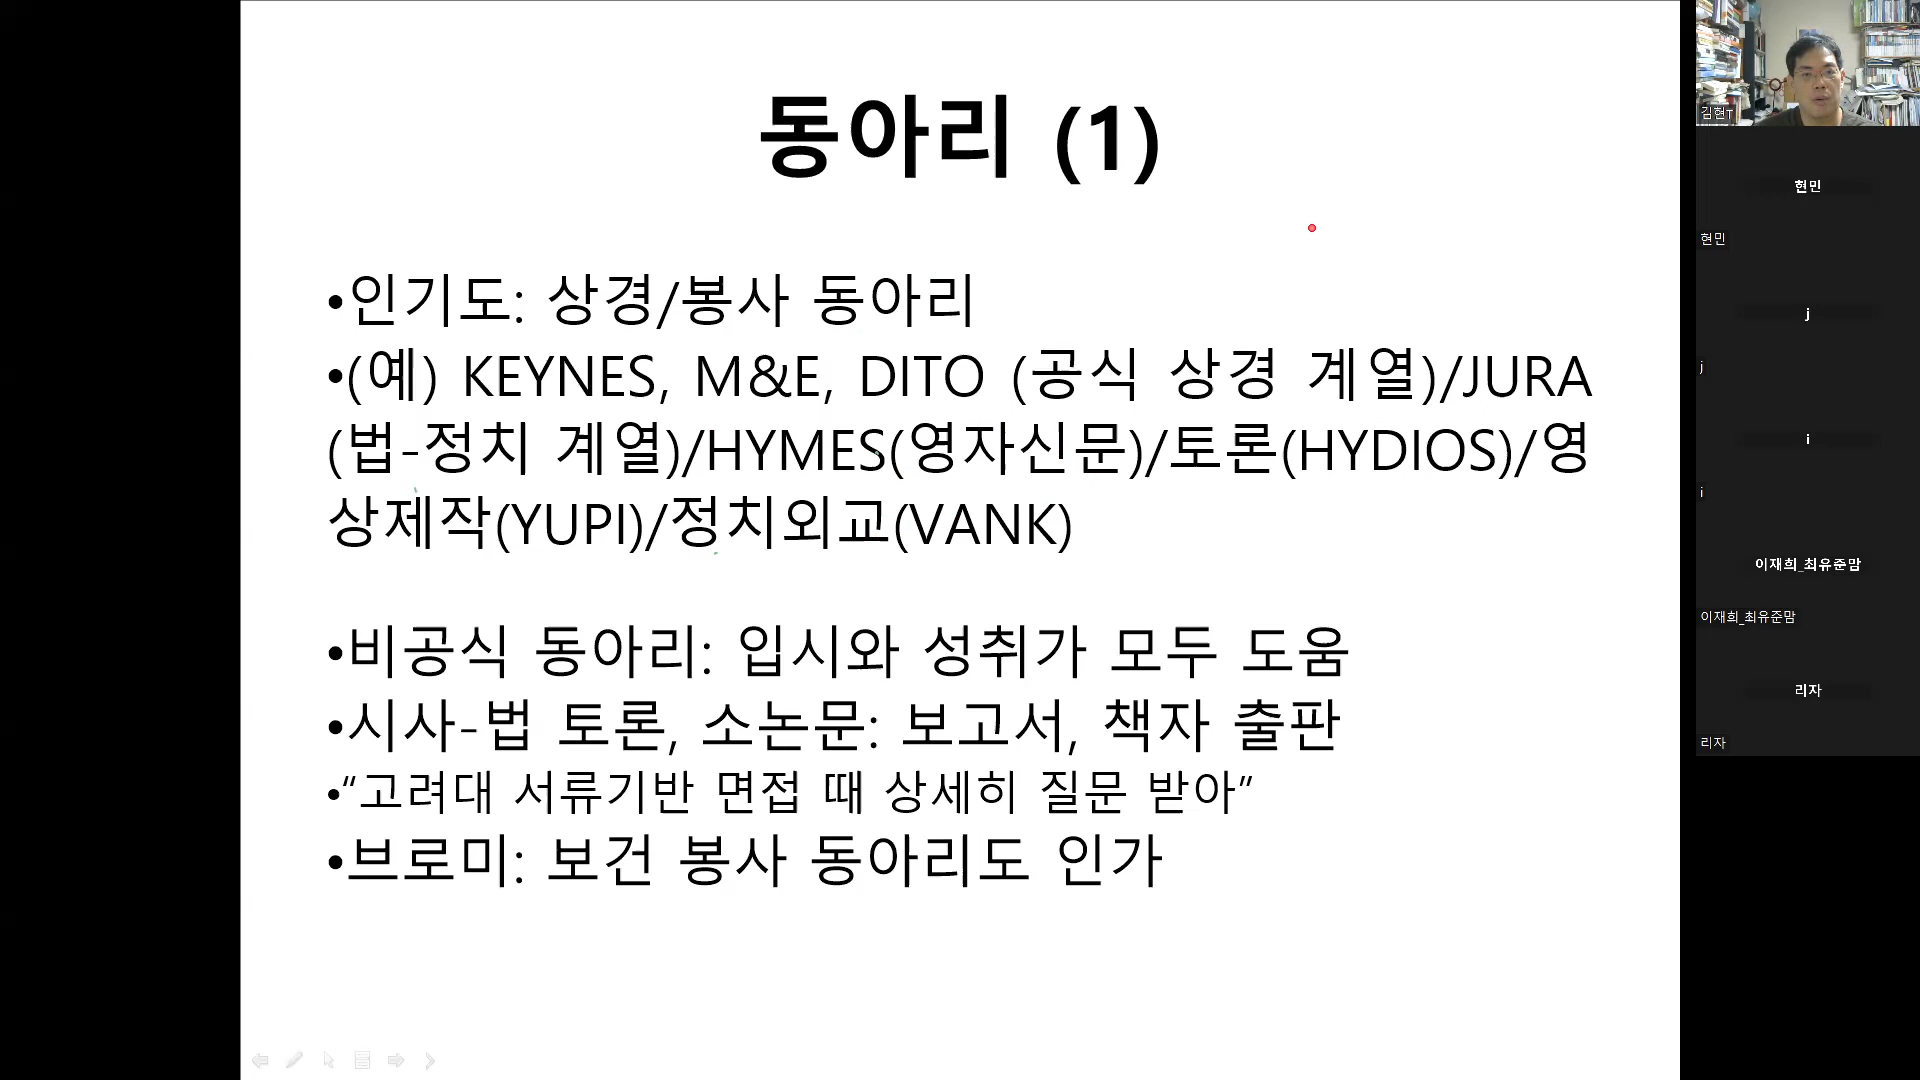 동아리 (1)
•인기도: 상경/봉사 동아리
•(예) KEYNES, M&E, DITO (공식 상경 계열)/JURA
(법-정치 계열)/HYMES(영자신문)/토론(HYDIOS)/영
상제작(YUPI)/정치외교(VANK)
•비공식 동아리: 입시와 성취가 모두 도움
•시사-법 토론, 소논문: 보고서, 책자 출판
•“고려대 서류기반 면접 때 상세히 질문 받아”
•브로미: 보건 봉사 동아리도 인가
김현T
현민
현민
j
j
i
i
이재희_최유준맘
이재희_최유준맘
리자
리자